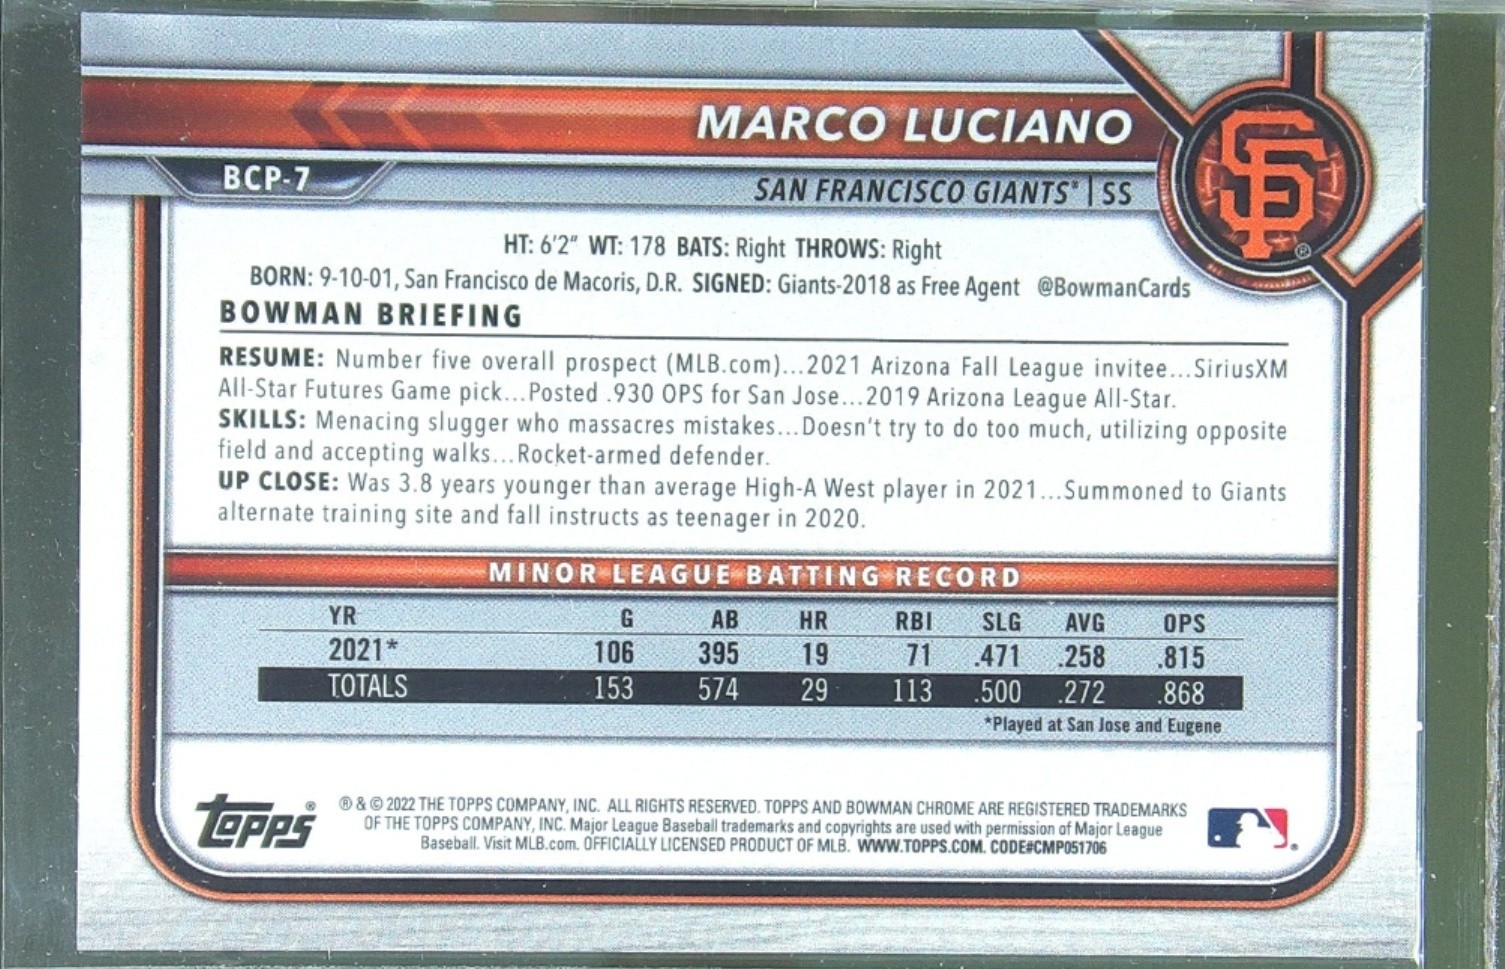 MARCO LUCIANO
BCP-7
SAN FRANCISCO GIANTS® | SS
SF®
HT: 6'2" WT: 178 BATS: Right THROWS: Right
BORN: 9-10-01, San Francisco de Macoris, D.R. SIGNED: Giants-2018 as Free Agent @BowmanCards
BOWMAN BRIEFING
RESUME: Number five overall prospect (MLB.com)...2021 Arizona Fall League invitee...SiriusXM
All-Star Futures Game pick...Posted .930 OPS for San Jose...2019 Arizona League All-Star.
SKILLS: Menacing slugger who massacres mistakes...Doesn't try to do too much, utilizing opposite
field and accepting walks...Rocket-armed defender.
UP CLOSE: Was 3.8 years younger than average High-A West player in 2021...Summoned to Giants
alternate training site and fall instructs as teenager in 2020.
MINOR LEAGUE BATTING RECORD
YR G AB HR RBI SLG AVG OPS
2021* 106 395 19 71 .471 .258 .815
TOTALS 153 574 29 113 .500 .272 .868
*Played at San Jose and Eugene
Topps®
® & © 2022 THE TOPPS COMPANY, INC. ALL RIGHTS RESERVED. TOPPS AND BOWMAN CHROME ARE REGISTERED TRADEMARKS
OF THE TOPPS COMPANY, INC. Major League Baseball trademarks and copyrights are used with permission of Major League
Baseball. Visit MLB.com. OFFICIALLY LICENSED PRODUCT OF MLB. WWW.TOPPS.COM. CODE#CMP051706